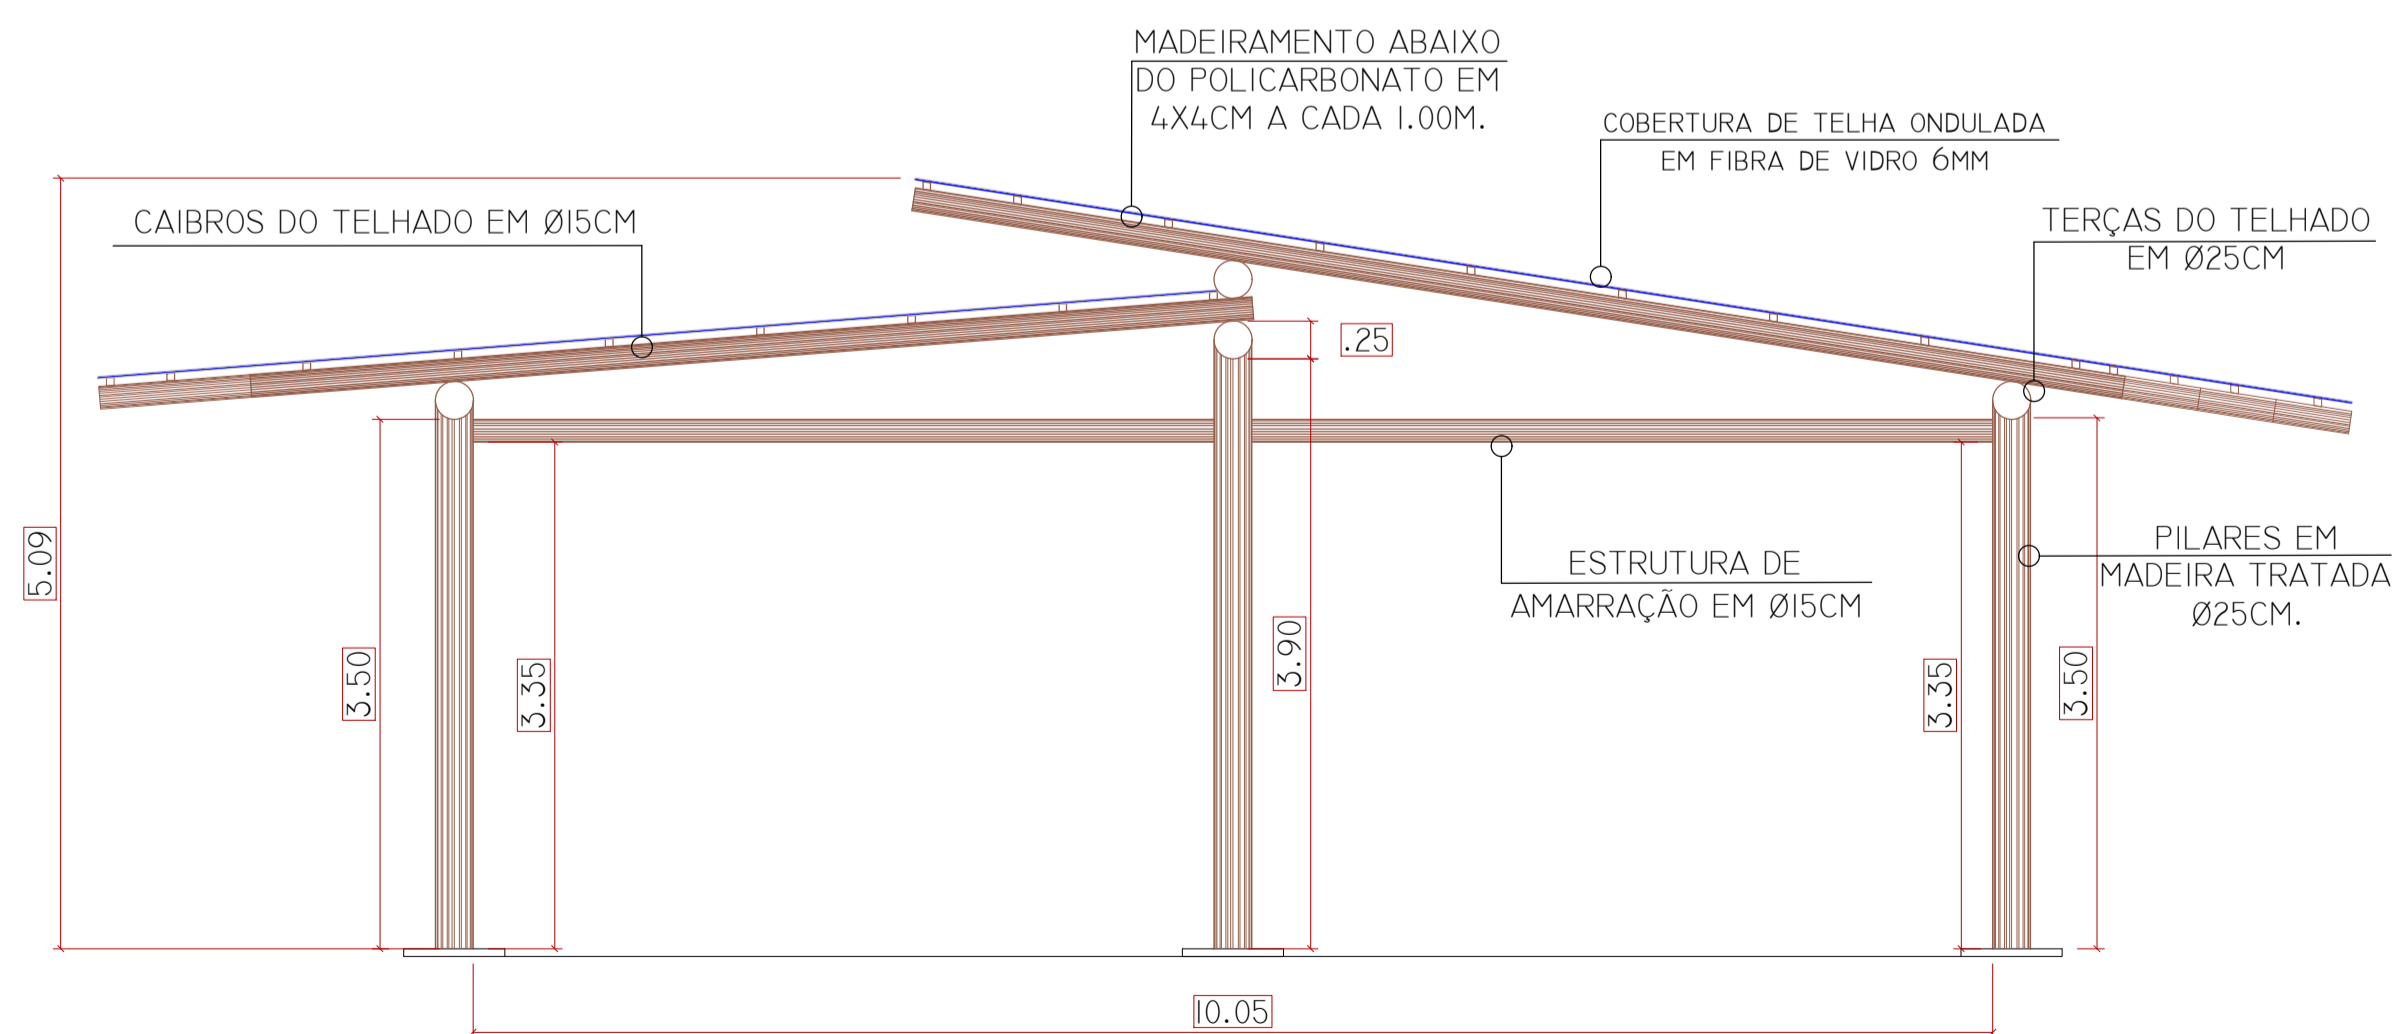 MADEIRAMENTO ABAIXO
DO POLICARBONATO EM
4X4CM A CADA 1.00M.
COBERTURA DE TELHA ONDULADA
EM FIBRA DE VIDRO 6MM
CAIBROS DO TELHADO EM Ø15CM
TERÇAS DO TELHADO
EM Ø25CM
.25
5.09
3.50
3.35
3.90
ESTRUTURA DE
AMARRAÇÃO EM Ø15CM
PILARES EM
MADEIRA TRATADA
Ø25CM.
3.35
3.50
10.05